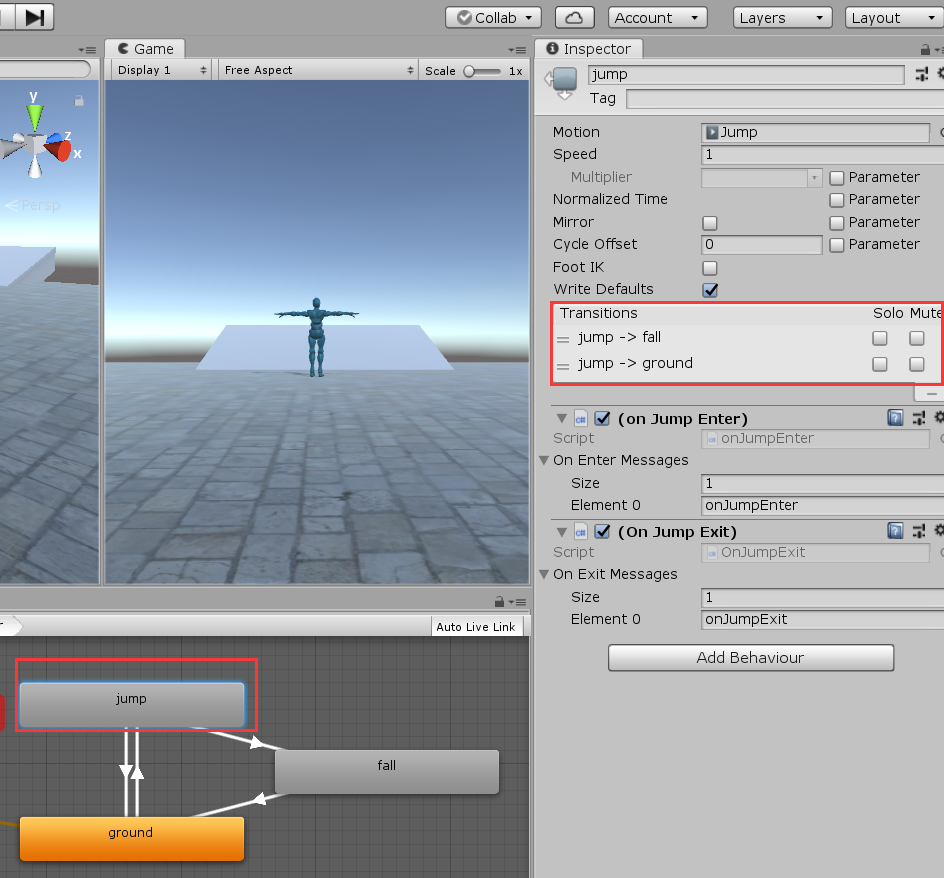 Collab
Account
Layers
Layout
Game
Display 1
Free Aspect
Scale
1x
y
z
x
Persp
Inspector
jump
Tag
Motion
Jump
Speed
1
Multiplier
Parameter
Normalized Time
Parameter
Mirror
Parameter
Cycle Offset
0
Parameter
Foot IK
Write Defaults
Transitions
Solo
Mute
jump -> fall
jump -> ground
(on Jump Enter)
Script
onJumpEnter
On Enter Messages
Size
1
Element 0
onJumpEnter
(On Jump Exit)
Script
OnJumpExit
On Exit Messages
Size
1
Element 0
onJumpExit
Add Behaviour
Auto Live Link
jump
fall
ground